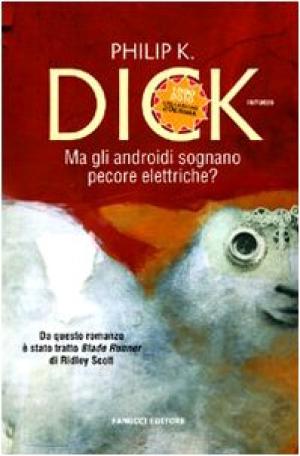 PHILIP K.
DICK
romanzo
Ma gli androidi sognano
pecore elettriche?
Da questo romanzo
è stato tratto Blade Runner
di Ridley Scott
FANUCCI EDITORE